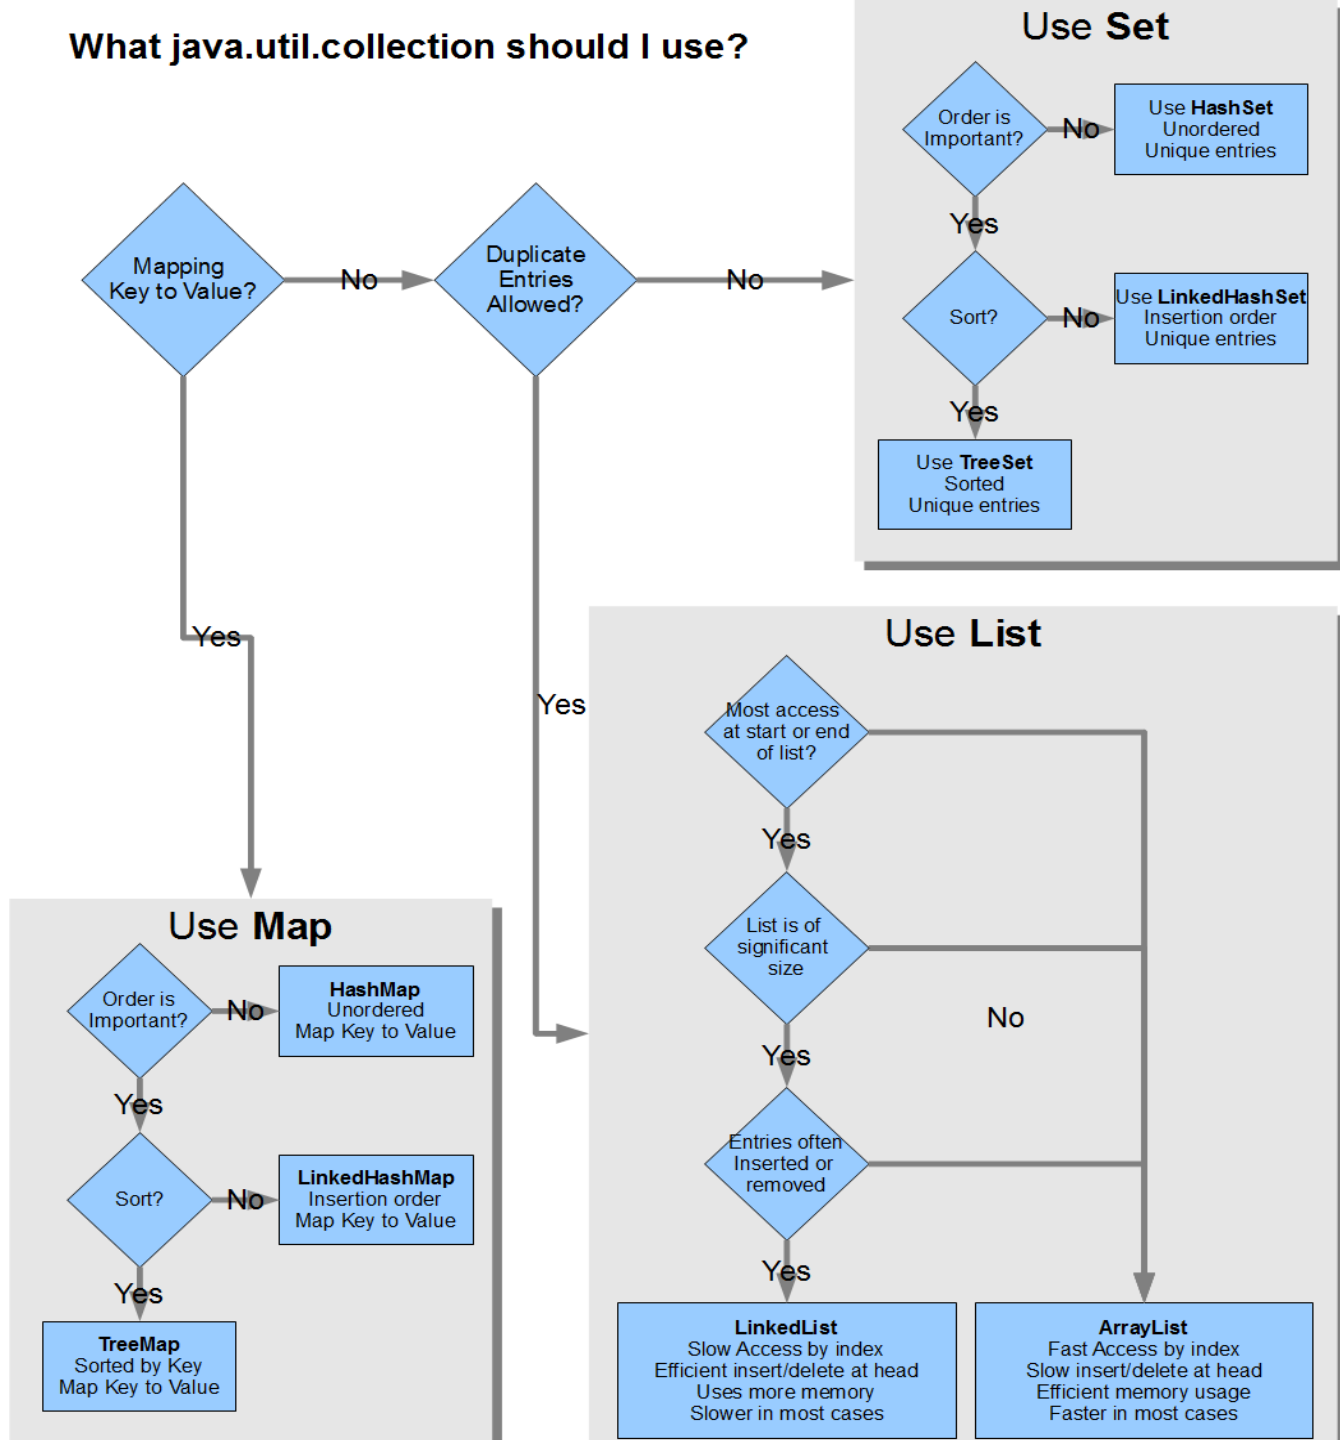 What java.util.collection should I use?
Mapping
Key to Value?
No
Duplicate
Entries
Allowed?
No
Yes
Yes
Use Set
Order is
Important?
No
Use HashSet
Unordered
Unique entries
Yes
Sort?
No
Use LinkedHashSet
Insertion order
Unique entries
Yes
Use TreeSet
Sorted
Unique entries
Use List
Most access
at start or end
of list?
Yes
List is of
significant
size
No
Yes
Entries often
Inserted or
removed
Yes
LinkedList
Slow Access by index
Efficient insert/delete at head
Uses more memory
Slower in most cases
ArrayList
Fast Access by index
Slow insert/delete at head
Efficient memory usage
Faster in most cases
Use Map
Order is
Important?
No
HashMap
Unordered
Map Key to Value
Yes
Sort?
No
LinkedHashMap
Insertion order
Map Key to Value
Yes
TreeMap
Sorted by Key
Map Key to Value